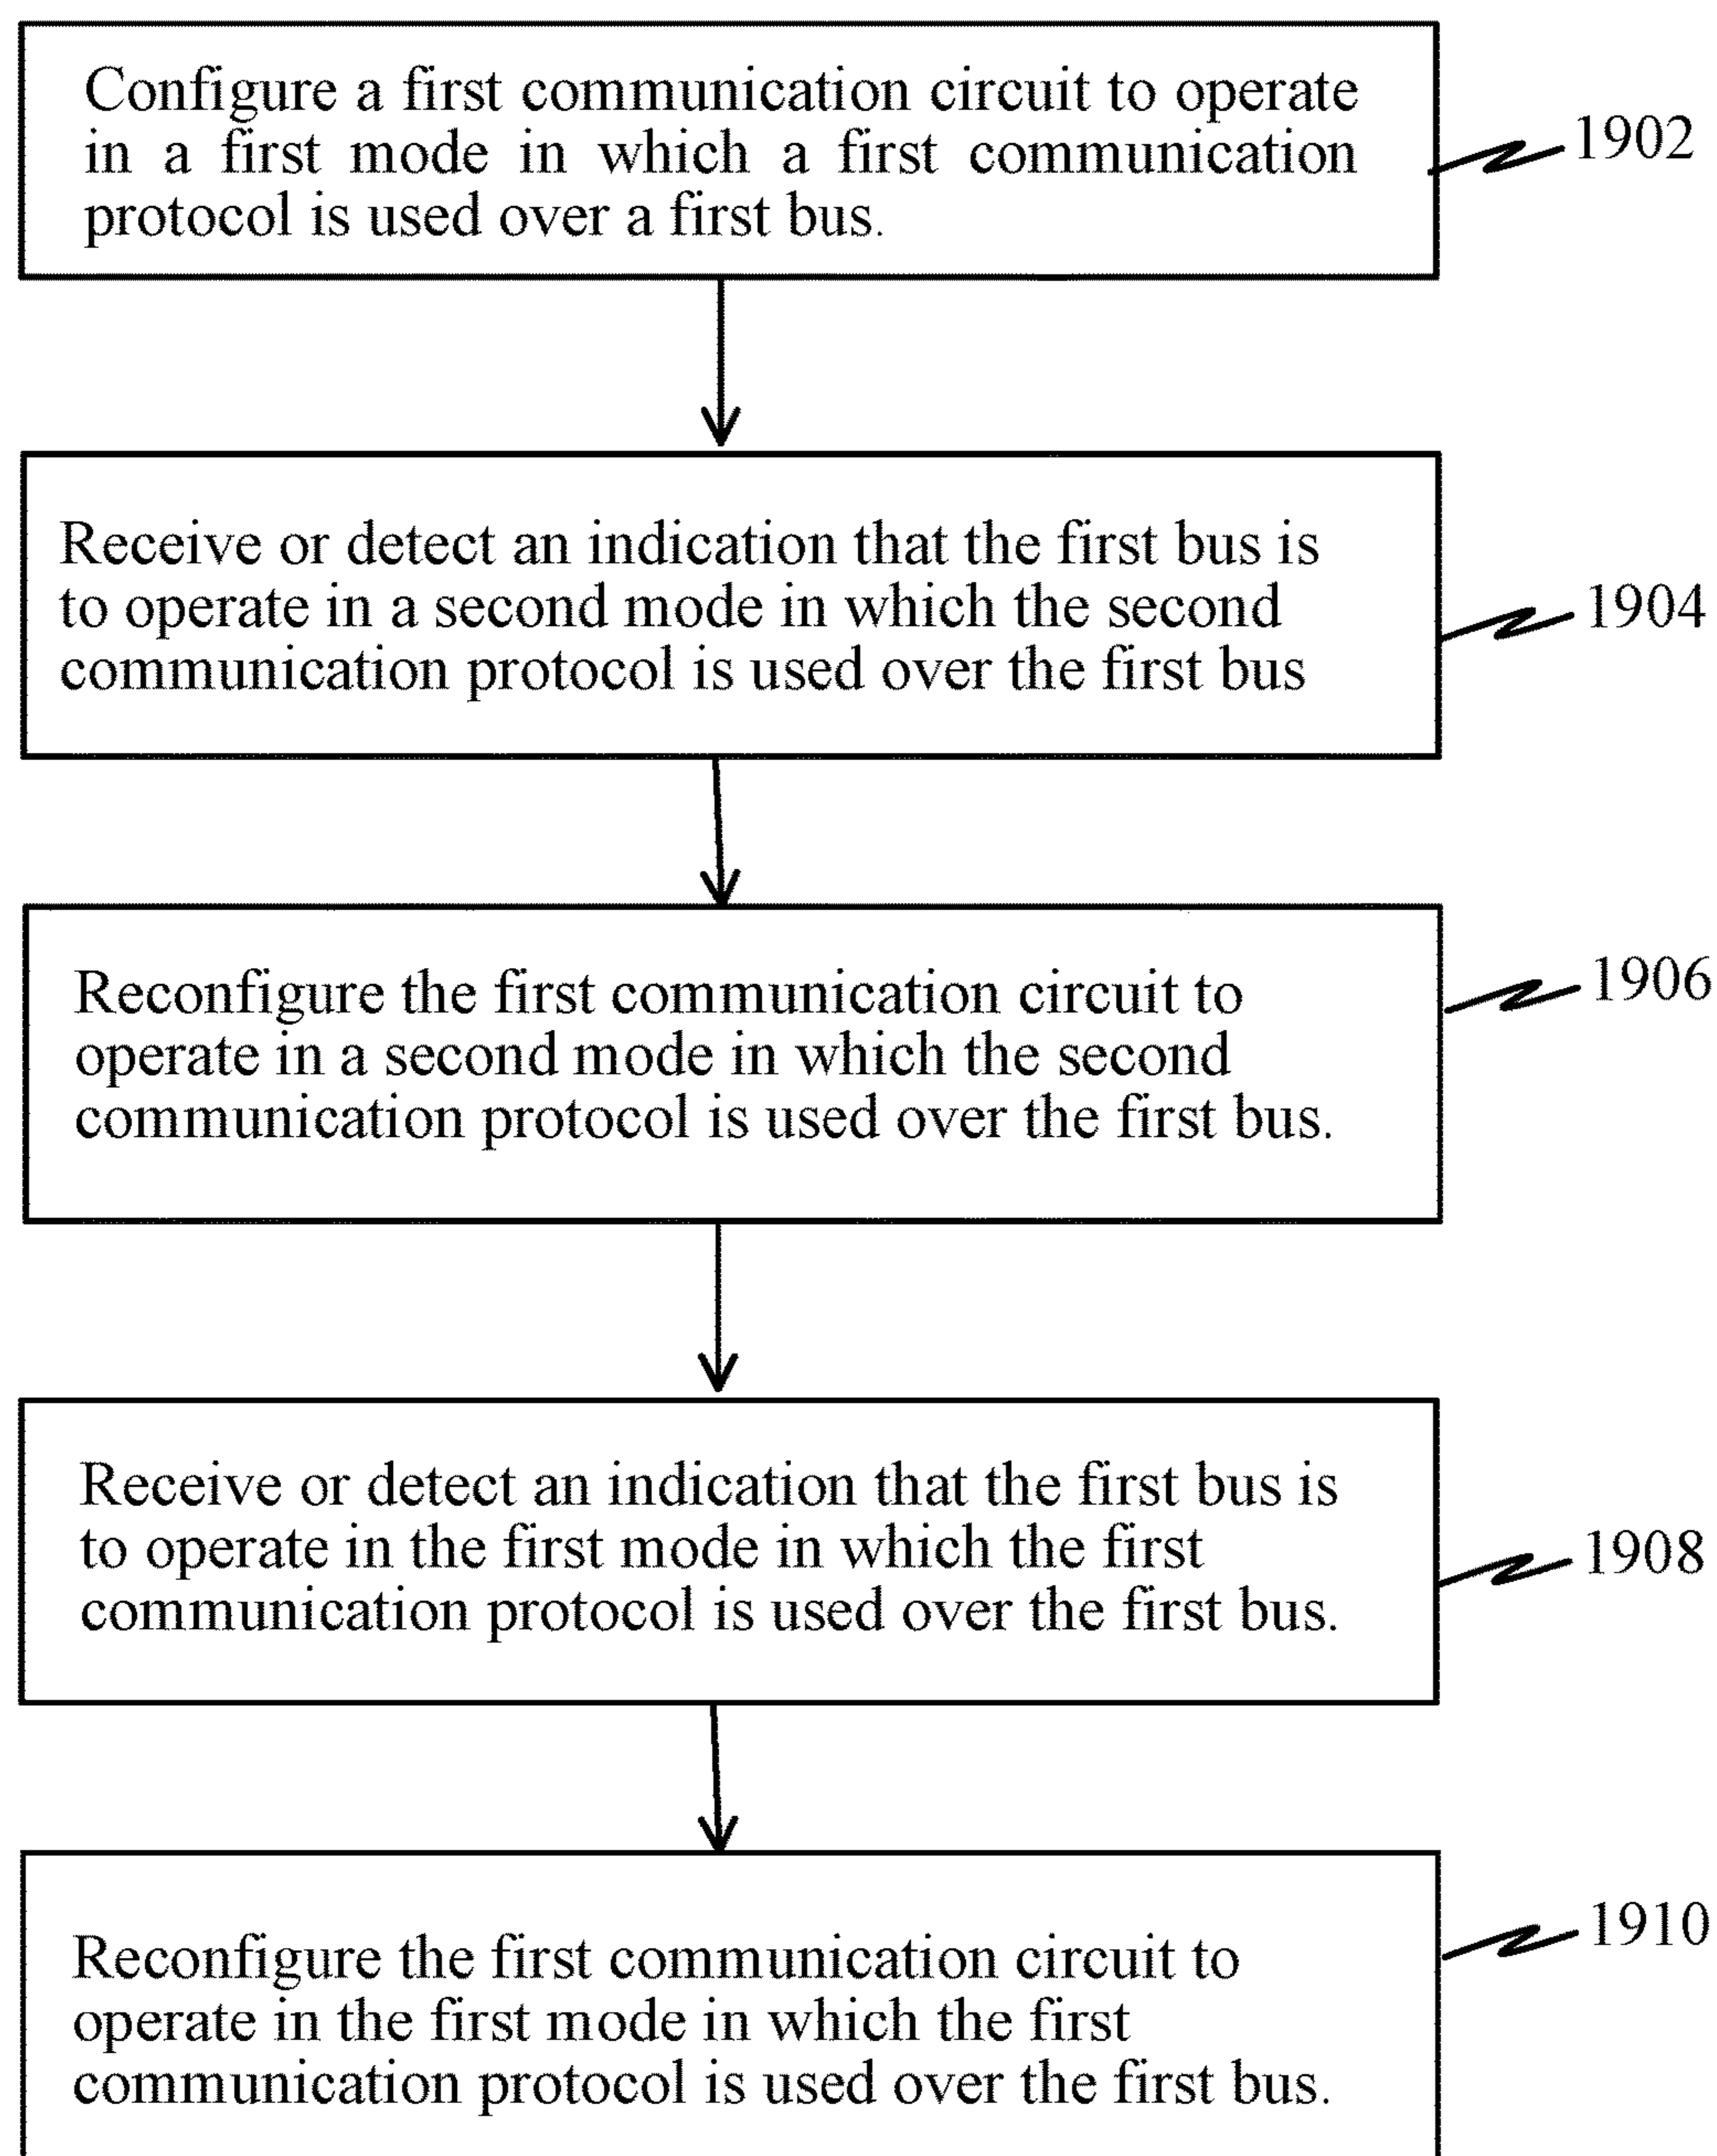 Configure a first communication circuit to operate
in a first mode in which a first communication
protocol is used over a first bus.
1902
Receive or detect an indication that the first bus is
to operate in a second mode in which the second
communication protocol is used over the first bus
1904
Reconfigure the first communication circuit to
operate in a second mode in which the second
communication protocol is used over the first bus.
1906
Receive or detect an indication that the first bus is
to operate in the first mode in which the first
communication protocol is used over the first bus.
1908
Reconfigure the first communication circuit to
operate in the first mode in which the first
communication protocol is used over the first bus.
1910